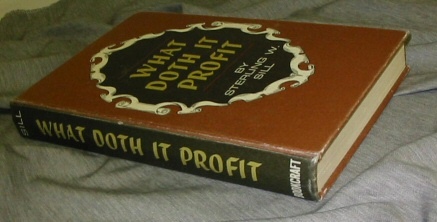 WHAT
DOTH IT
PROFIT
BY
STERLING W.
SILL
SILL
WHAT DOTH IT PROFIT
BOOKCRAFT